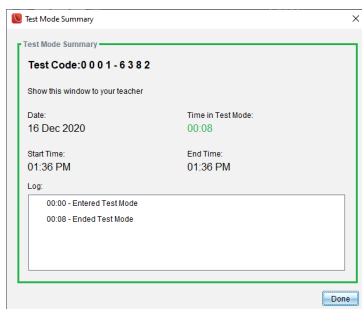 Test Mode Summary
Test Mode Summary
Test Code:0 0 0 1 - 6 3 8 2
Show this window to your teacher
Date: Time in Test Mode:
16 Dec 2020 00:08
Start Time: End Time:
01:36 PM 01:36 PM
Log:
00:00 - Entered Test Mode
00:08 - Ended Test Mode
Done